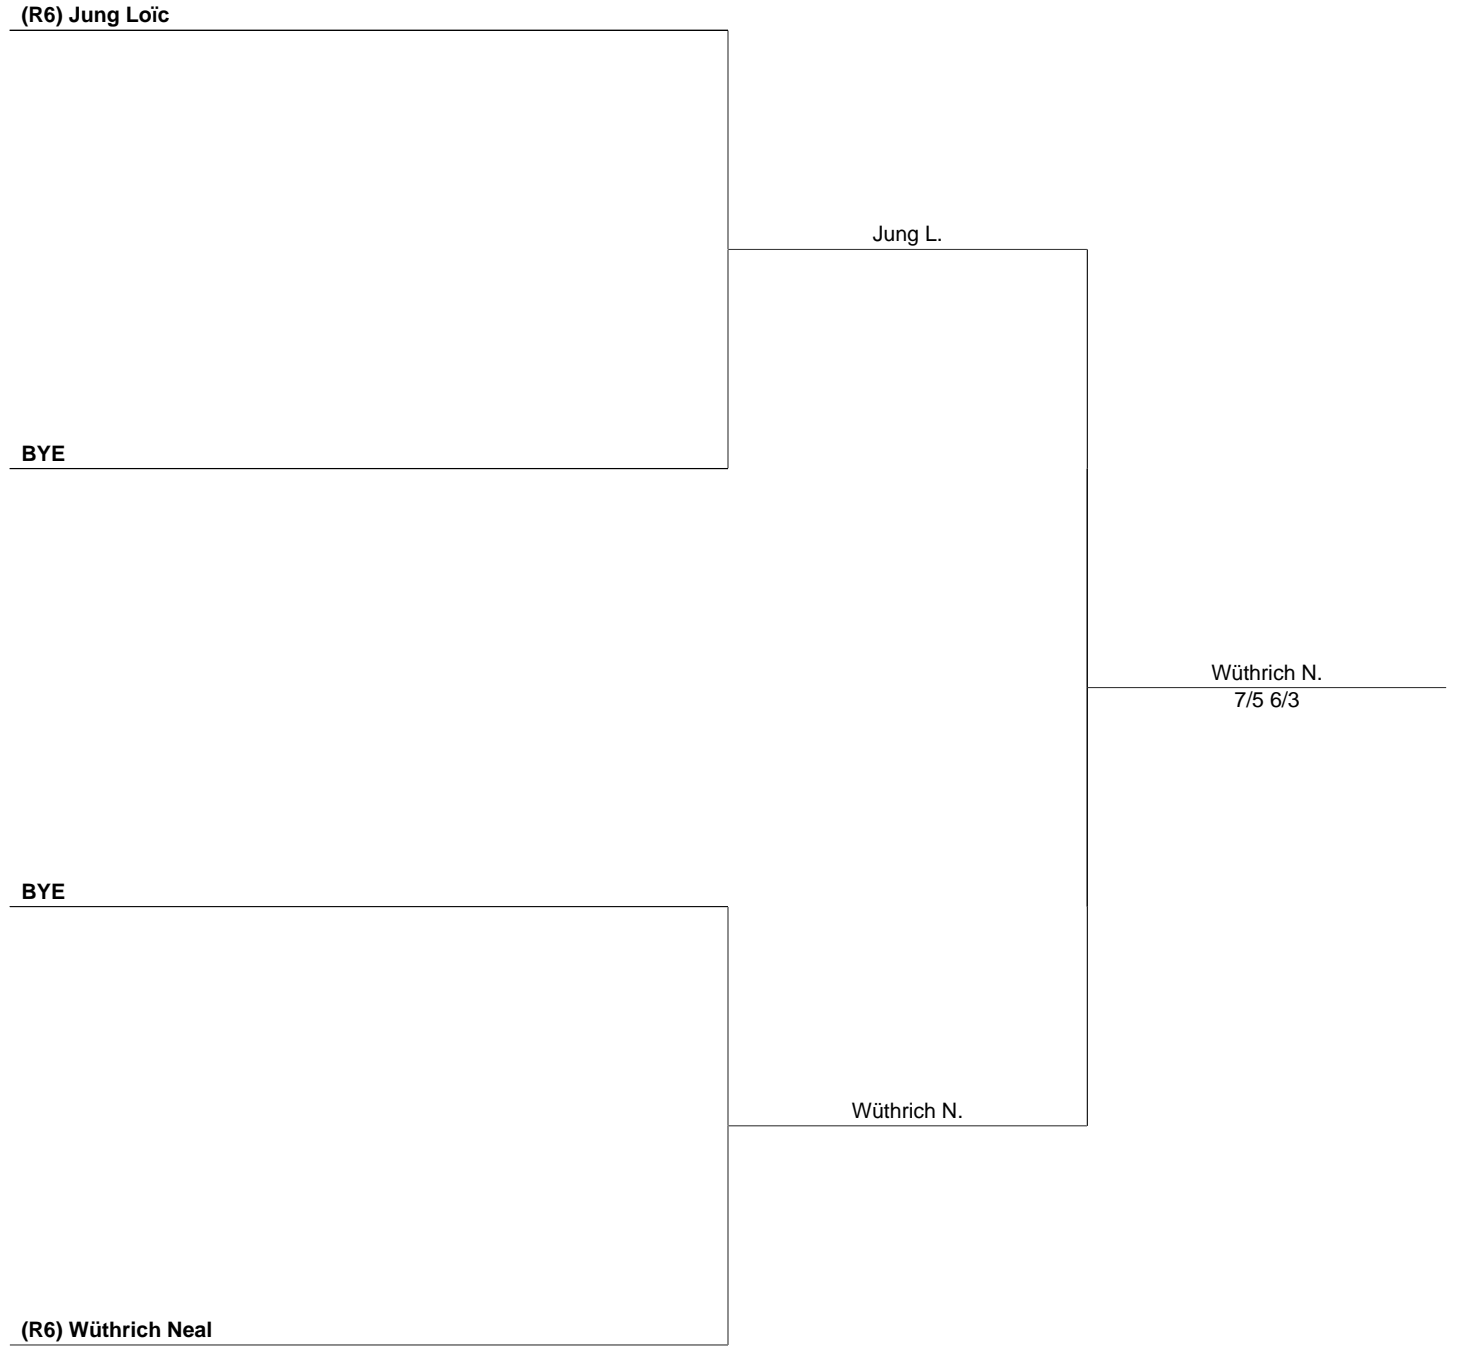 (R6) Jung Loïc
Jung L.
BYE
Wüthrich N.
7/5 6/3
BYE
Wüthrich N.
(R6) Wüthrich Neal